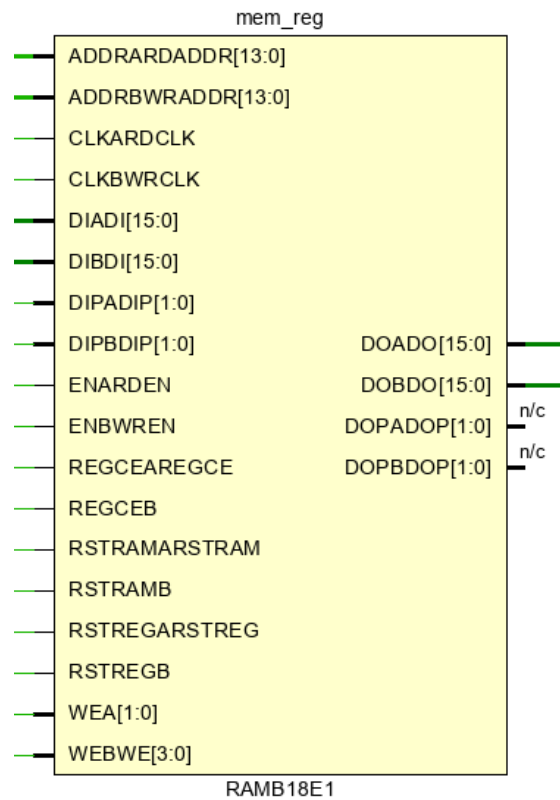 mem_reg
ADDRARDADDR[13:0]
ADDRBWRADDR[13:0]
CLKARDCLK
CLKBWRCLK
DIADI[15:0]
DIBDI[15:0]
DIPADIP[1:0]
DIPBDIP[1:0]
DOADO[15:0]
ENARDEN
DOBDO[15:0]
n/c
ENBWREN
DOPADOP[1:0]
n/c
REGCEAREGCE
DOPBDOP[1:0]
REGCEB
RSTRAMARSTRAM
RSTRAMB
RSTREGARSTREG
RSTREGB
WEA[1:0]
WEBWE[3:0]
RAMB18E1